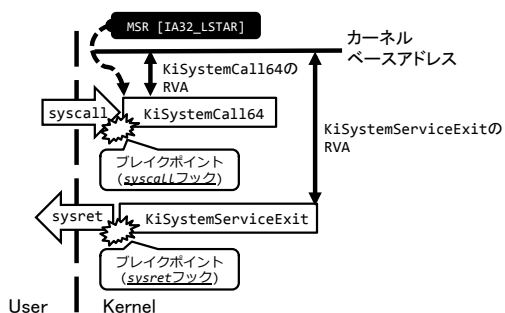 MSR [IA32_LSTAR]
カーネル
ベースアドレス
KiSystemCall64の
RVA
syscall
KiSystemCall64
KiSystemServiceExitの
RVA
ブレイクポイント
(syscallフック)
sysret
KiSystemServiceExit
ブレイクポイント
(sysretフック)
User
Kernel